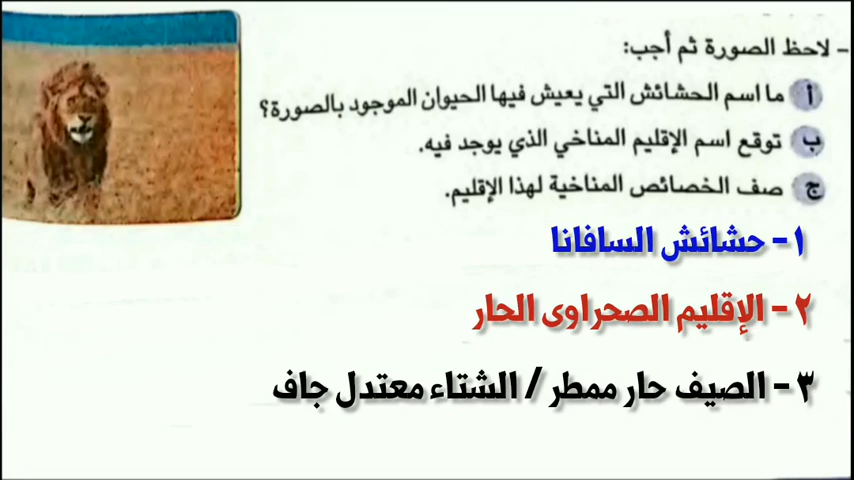 - لاحظ الصورة ثم أجب:
أ ما اسم الحشائش التي يعيش فيها الحيوان الموجود بالصورة؟
ب توقع اسم الإقليم المناخي الذي يوجد فيه.
ج صف الخصائص المناخية لهذا الإقليم.
١- حشائش السافانا
٢- الإقليم الصحراوى الحار
٣- الصيف حار ممطر / الشتاء معتدل جاف